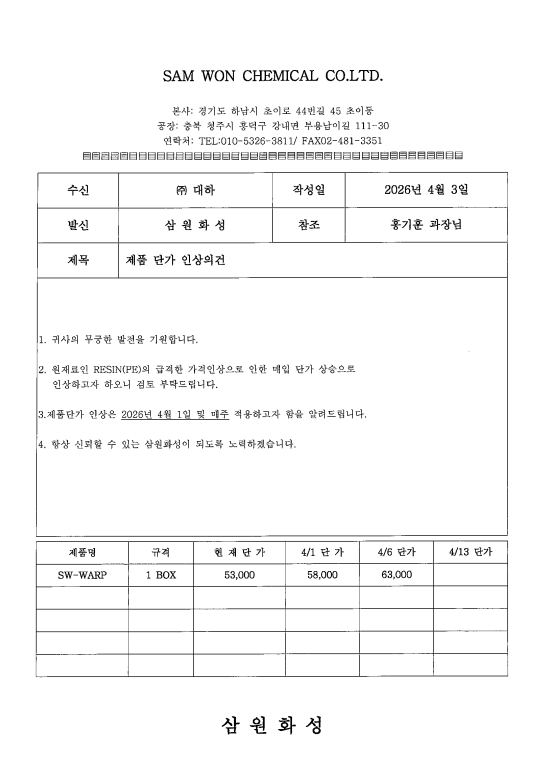 SAM WON CHEMICAL CO.LTD.
본사: 경기도 하남시 초이로 44번길 45 초이동
공장: 충북 청주시 흥덕구 강내면 부용남이길 111-30
연락처: TEL:010-5326-3811/ FAX02-481-3351
수신 ㈜ 대하 작성일 2026년 4월 3일
발신 삼 원 화 성 참조 홍기훈 과장님
제목 제품 단가 인상의건
1. 귀사의 무궁한 발전을 기원합니다.
2. 원재료인 RESIN(PE)의 급격한 가격인상으로 인한 매입 단가 상승으로
인상하고자 하오니 검토 부탁드립니다.
3.제품단가 인상은 2026년 4월 1일 및 매주 적용하고자 함을 알려드립니다.
4. 항상 신뢰할 수 있는 삼원화성이 되도록 노력하겠습니다.
제품명 규격 현 재 단 가 4/1 단 가 4/6 단가 4/13 단가
SW-WARP 1 BOX 53,000 58,000 63,000
삼 원 화 성